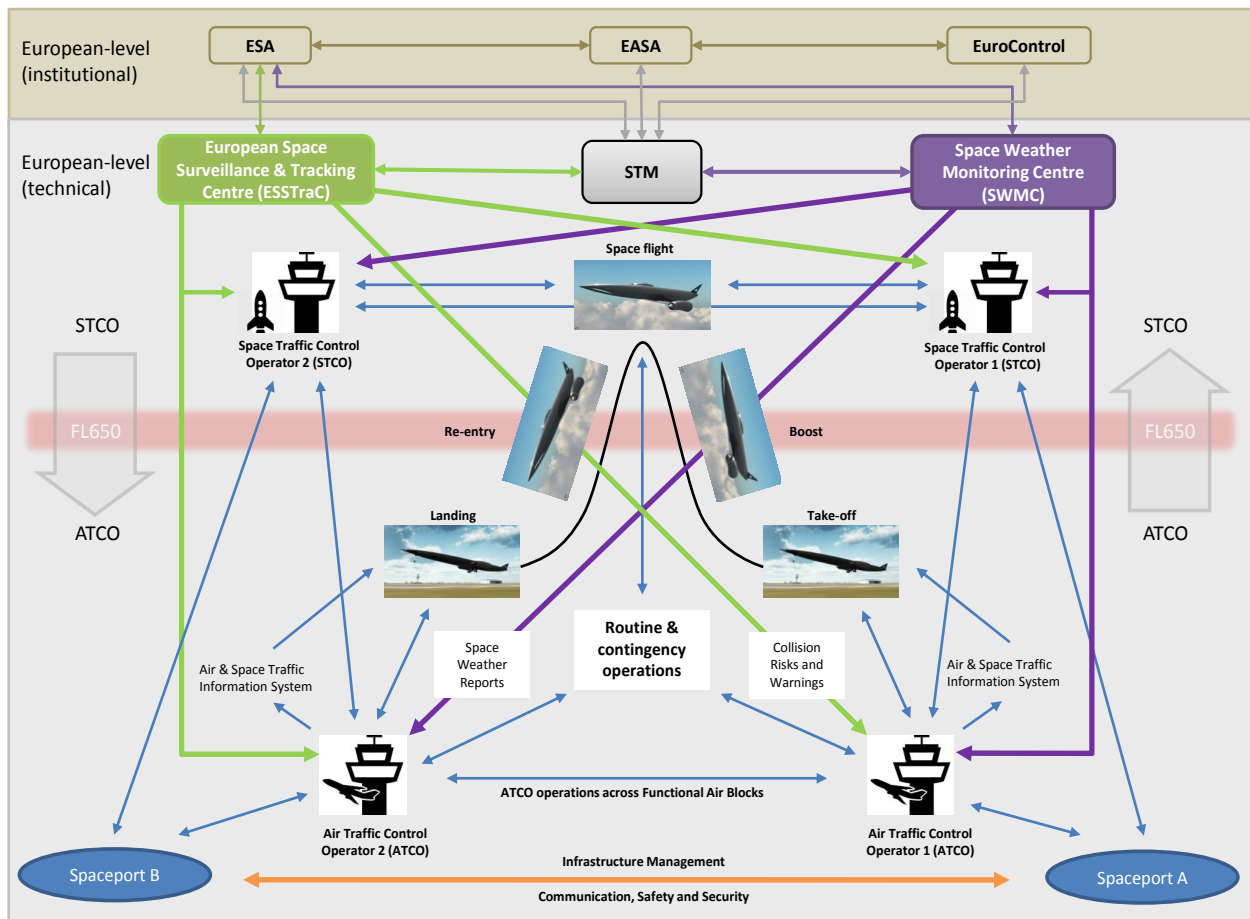 European-level
(institutional)
ESA
EASA
EuroControl
European-level
(technical)
European Space
Surveillance & Tracking
Centre (ESSTraC)
STM
Space Weather
Monitoring Centre
(SWMC)
Space flight
STCO
Space Traffic Control
Operator 2 (STCO)
Space Traffic Control
Operator 1 (STCO)
STCO
FL650
Re-entry
Boost
FL650
ATCO
Landing
Take-off
ATCO
Routine &
contingency
operations
Space
Weather
Reports
Collision
Risks and
Warnings
Air & Space Traffic
Information System
Air & Space Traffic
Information System
ATCO operations across Functional Air Blocks
Air Traffic Control
Operator 2 (ATCO)
Air Traffic Control
Operator 1 (ATCO)
Spaceport B
Infrastructure Management
Communication, Safety and Security
Spaceport A